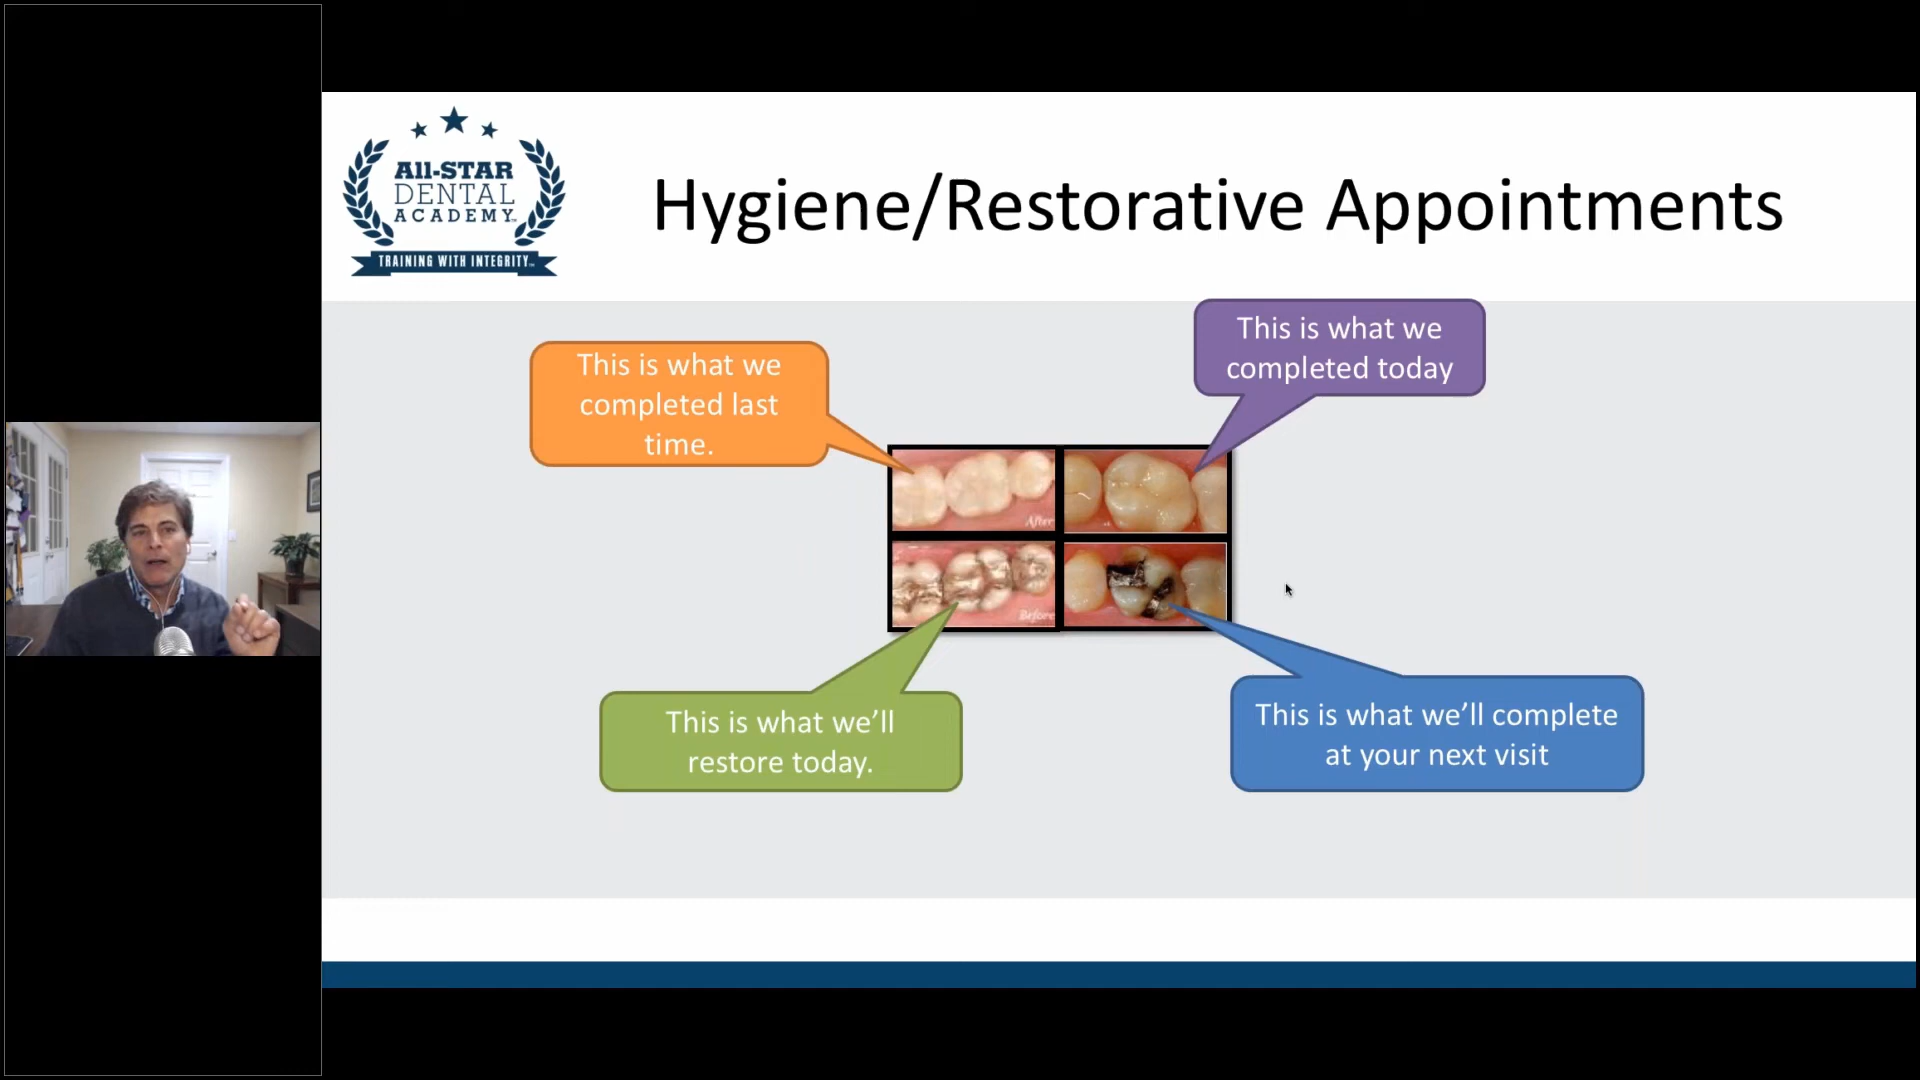 All-STAR
DENTAL
ACADEMY™
TRAINING WITH INTEGRITY™
Hygiene/Restorative Appointments
This is what we
completed last
time.
This is what we
completed today
After
Before
This is what we’ll
restore today.
This is what we’ll complete
at your next visit